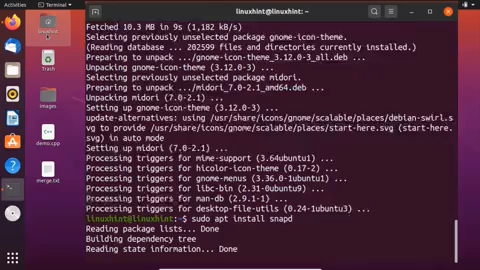 Activities
Terminal
linuxhint@linuxhint: ~
linuxhint
Trash
Images
demo.cpp
merge.txt
Fetched 10.3 MB in 9s (1,182 kB/s)
Selecting previously unselected package gnome-icon-theme.
(Reading database ... 202599 files and directories currently installed.)
Preparing to unpack .../gnome-icon-theme_3.12.0-3_all.deb ...
Unpacking gnome-icon-theme (3.12.0-3) ...
Selecting previously unselected package midori.
Preparing to unpack .../midori_7.0-2.1_amd64.deb ...
Unpacking midori (7.0-2.1) ...
Setting up gnome-icon-theme (3.12.0-3) ...
update-alternatives: using /usr/share/icons/gnome/scalable/places/debian-swirl.s
vg to provide /usr/share/icons/gnome/scalable/places/start-here.svg (start-here.
svg) in auto mode
Setting up midori (7.0-2.1) ...
Processing triggers for mime-support (3.64ubuntu1) ...
Processing triggers for hicolor-icon-theme (0.17-2) ...
Processing triggers for gnome-menus (3.36.0-1ubuntu1) ...
Processing triggers for libc-bin (2.31-0ubuntu9) ...
Processing triggers for man-db (2.9.1-1) ...
Processing triggers for desktop-file-utils (0.24-1ubuntu3) ...
linuxhint@linuxhint:~$ sudo apt install snapd
Reading package lists... Done
Building dependency tree
Reading state information... Done